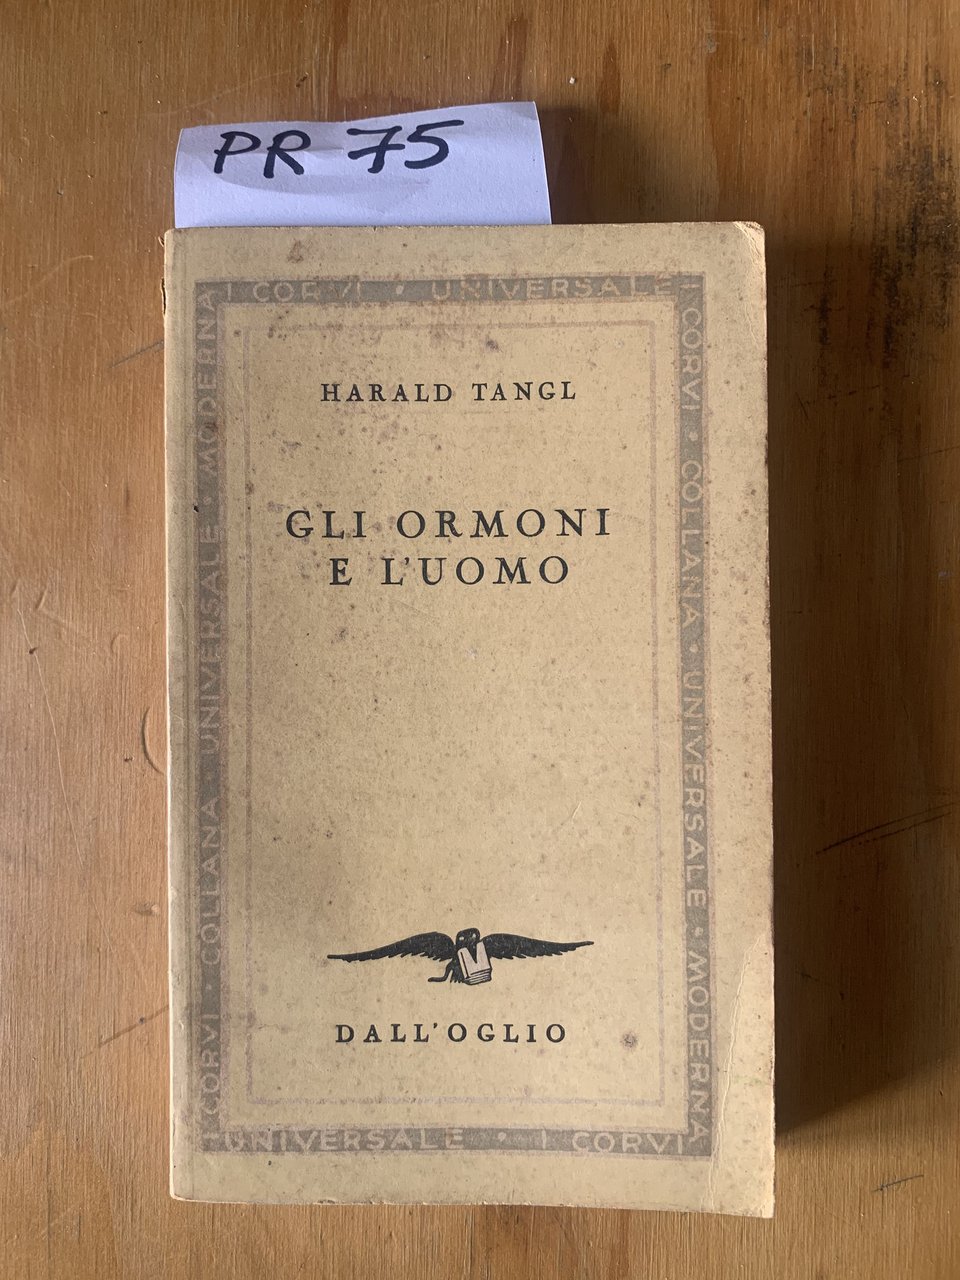 PR 75
I CORVI • UNIVERSALE
HARALD TANGL
GLI ORMONI
E L'UOMO
DALL'OGLIO
I CORVI • COLLANA • UNIVERSALE • MODERNA
I CORVI • COLLANA UNIVERSALE • MODERNA
UNIVERSALE • I CORVI